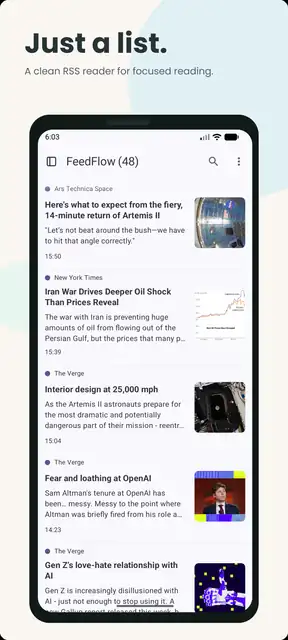 Just a list.
A clean RSS reader for focused reading.
6:03
FeedFlow (48)
Ars Technica Space
Here's what to expect from the fiery,
14-minute return of Artemis II
"Let's not beat around the bush—we have
to hit that angle correctly."
15:50
New York Times
Iran War Drives Deeper Oil Shock
Than Prices Reveal
The war with Iran is preventing huge
amounts of oil from flowing out of the
Persian Gulf, but the prices that many p...
15:39
The Verge
Interior design at 25,000 mph
As the Artemis II astronauts prepare for
the most dramatic and potentially
dangerous part of their mission - reentr...
15:04
The Verge
Fear and loathing at OpenAI
Sam Altman's tenure at OpenAI has
been... messy. Messy to the point where
Altman was briefly fired from his role a...
14:23
The Verge
Gen Z's love-hate relationship with
AI
Gen Z is increasingly disillusioned with
AI - just not enough to stop using it. A
new Gallup report released this week, b